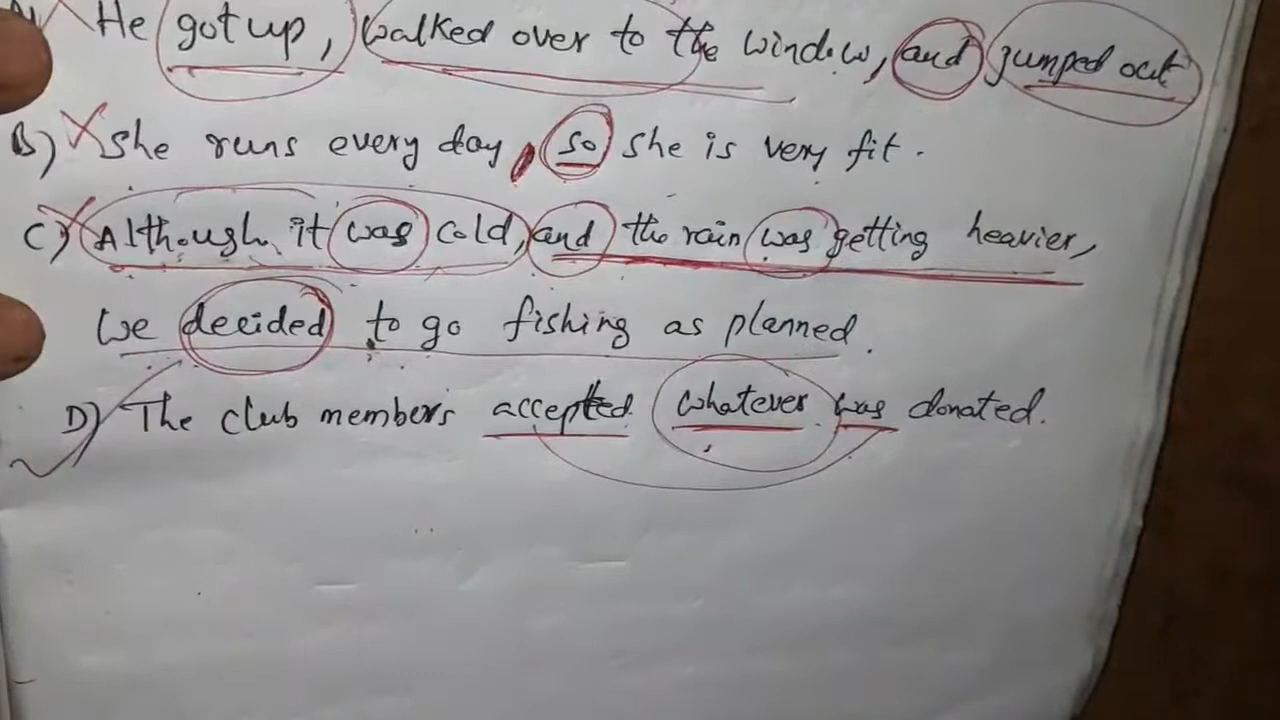 He got up, walked over to the window, and jumped out
B) She runs every day, so she is very fit.
C) Although it was cold, and the rain was getting heavier,
we decided to go fishing as planned.
D) The club members accepted whatever was donated.